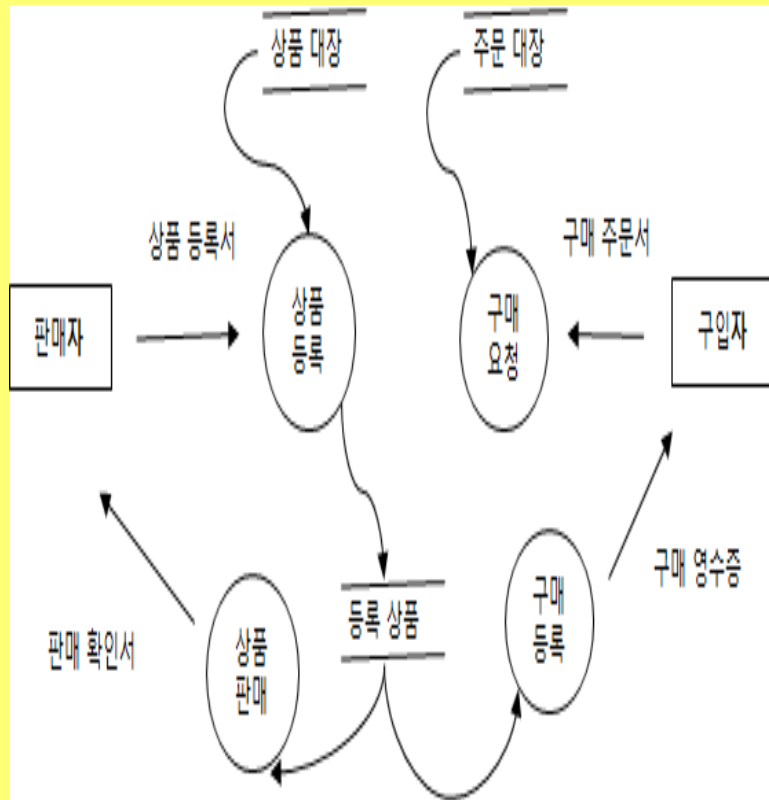 상품 대장
주문 대장
상품 등록서
구매 주문서
판매자
상품
등록
구매
요청
구입자
판매 확인서
상품
판매
등록 상품
구매
등록
구매 영수증